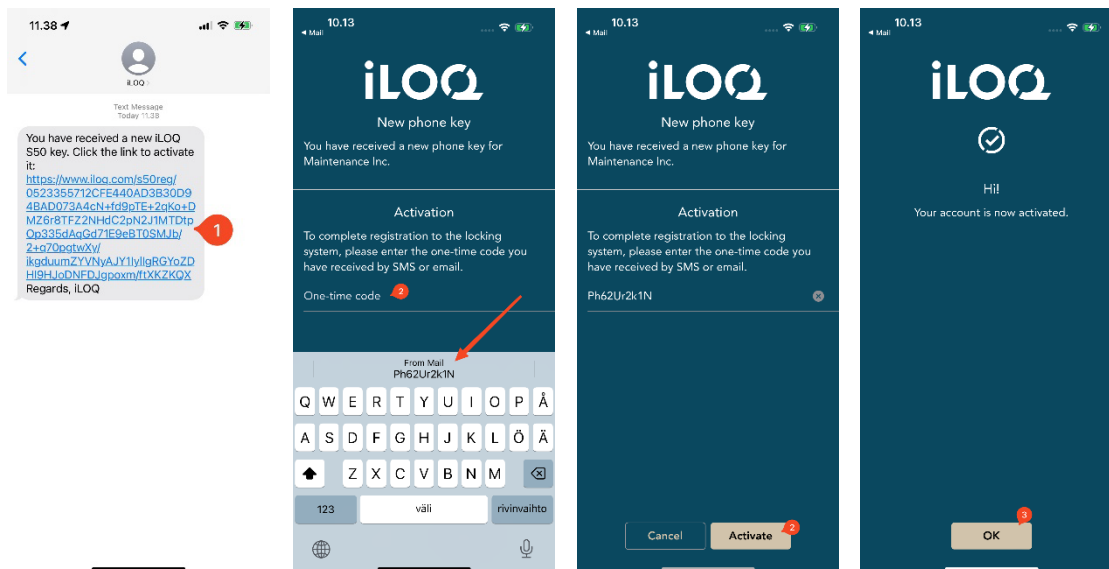 11.38
iLOQ
Text Message
Today 11.38
You have received a new iLOQ
S50 key. Click the link to activate
it:
https://www.iloq.com/s50reg/
0523355712CFE440AD3B30D9
4BAD073A4cN+fd9pTE+2qKo+D
MZ6r8TFZ2NHdC2pN2J1MTDtp
Op335dAqGd71E9eBT0SMJb/
2+q70pgtwXy/
ikgduumZYVNyAJY1IyIlgRGYoZD
HI9HJoDNFDJgpoxm/ftXKZKQX
Regards, iLOQ
1
10.13
Mail
iLOQ
New phone key
You have received a new phone key for
Maintenance Inc.
Activation
To complete registration to the locking
system, please enter the one-time code you
have received by SMS or email.
One-time code
2
From Mail
Ph62Ur2k1N
Q W E R T Y U I O P Å
A S D F G H J K L Ö Ä
Z X C V B N M
123 väli rivinvaihto
10.13
Mail
iLOQ
New phone key
You have received a new phone key for
Maintenance Inc.
Activation
To complete registration to the locking
system, please enter the one-time code you
have received by SMS or email.
Ph62Ur2k1N
Cancel Activate 2
10.13
Mail
iLOQ
Hi!
Your account is now activated.
3
OK